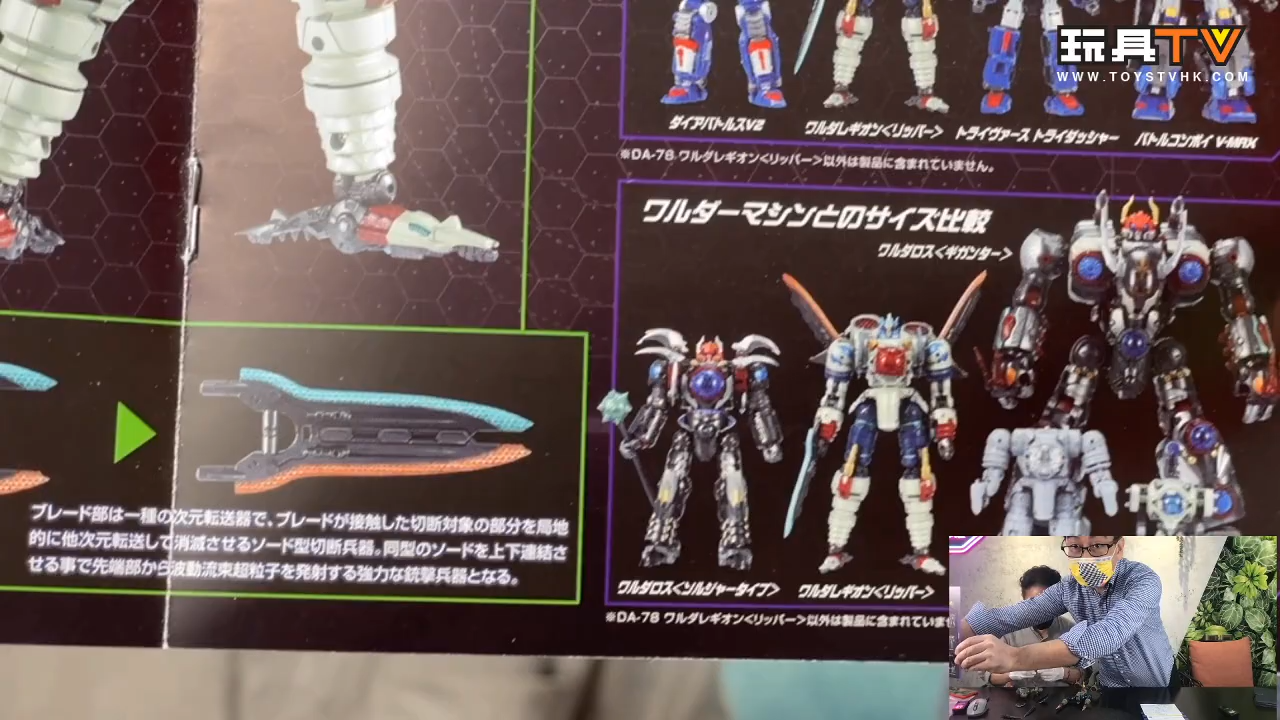 玩具TV
WWW.TOYSTVHK.COM
ダイアバトルスV2
ワルダレギオン<リッパー>
トライヴァース トライダッシャー
バトルコンボイ V-MAX
※DA-78 ワルダレギオン<リッパー>以外は製品に含まれていません。
ワルダーマシンとのサイズ比較
ワルダロス<ギガンター>
ブレード部は一種の次元転送器で、ブレードが接触した切断対象の部分を局地
的に他次元転送して消滅させるソード型切断兵器。同型のソードを上下連結さ
せる事で先端部から波動流束超粒子を発射する強力な銃撃兵器となる。
ワルダロス<ソルジャータイプ>
ワルダレギオン<リッパー>
※DA-78 ワルダレギオン<リッパー>以外は製品に含まれていませ